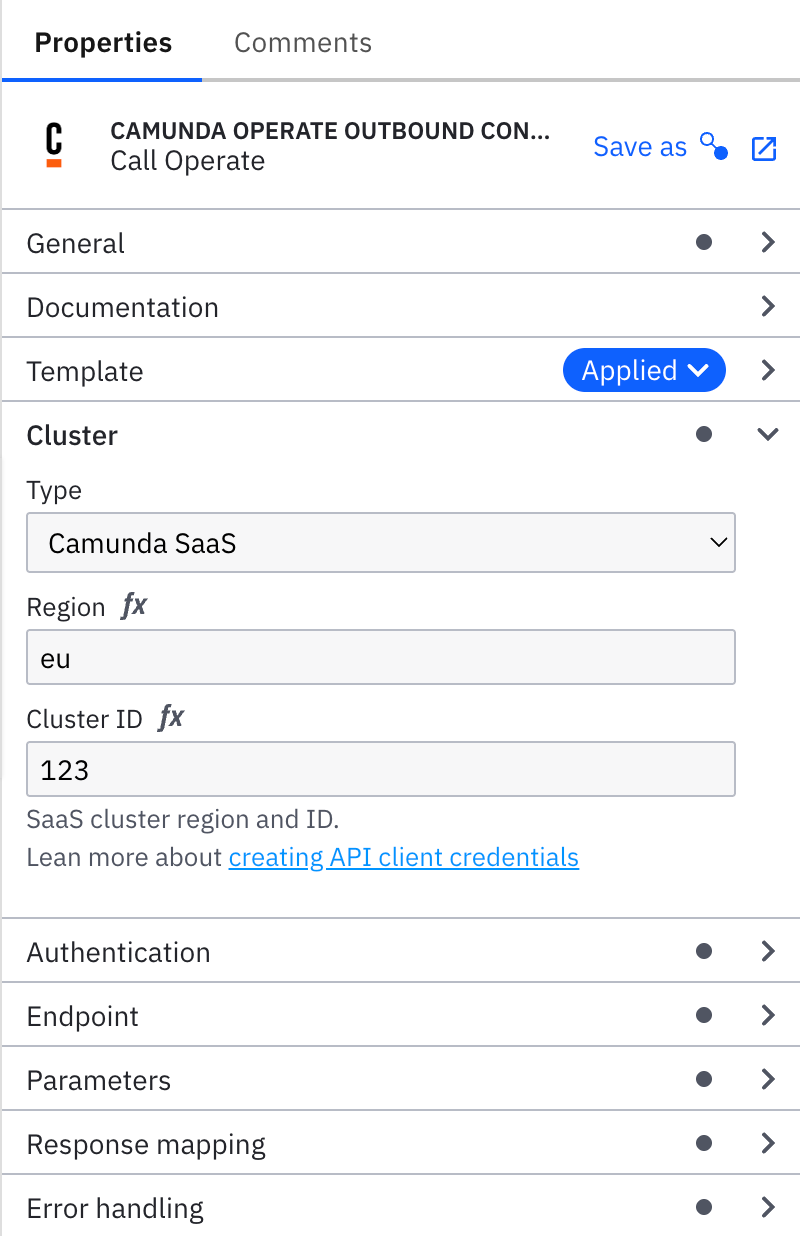 Properties Comments
CAMUNDA OPERATE OUTBOUND CON...
Call Operate
Save as
General
Documentation
Template Applied
Cluster
Type
Camunda SaaS
Region fx
eu
Cluster ID fx
123
SaaS cluster region and ID.
Lean more about creating API client credentials
Authentication
Endpoint
Parameters
Response mapping
Error handling